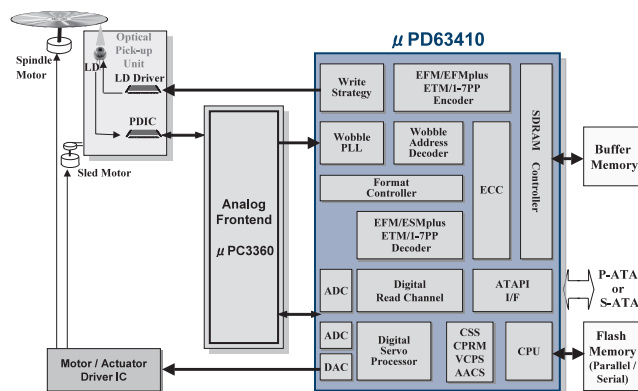 μ PD63410
Spindle
Motor
Optical
Pick-up
Unit
LD
LD Driver
PDIC
Sled Motor
Analog
Frontend
μ PC3360
Motor / Actuator
Driver IC
Write
Strategy
EFM/EFMplus
ETM/1-7PP
Encoder
SDRAM Controller
Wobble
PLL
Wobble
Address
Decoder
ECC
Format
Controller
EFM/ESMplus
ETM/1-7PP
Decoder
ADC
Digital
Read Channel
ATAPI
I/F
ADC
DAC
Digital
Servo
Processor
CSS
CPRM
VCPS
AACS
CPU
Buffer
Memory
P-ATA
or
S-ATA
Flash
Memory
(Parallel /
Serial)